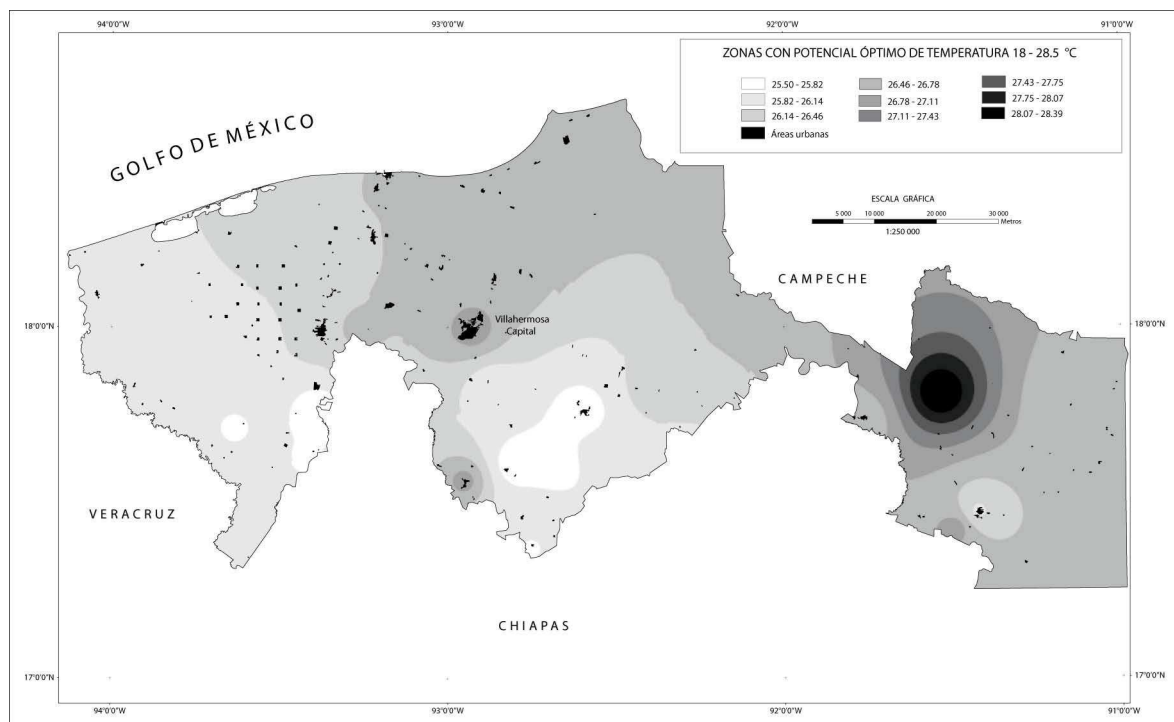 94°0'0"W 93°0'0"W 92°0'0"W 91°0'0"W
ZONAS CON POTENCIAL ÓPTIMO DE TEMPERATURA 18 - 28.5 °C
25.50 - 25.82 26.46 - 26.78 27.43 - 27.75
25.82 - 26.14 26.78 - 27.11 27.75 - 28.07
26.14 - 26.46 27.11 - 27.43 28.07 - 28.39
Áreas urbanas
GOLFO DE MÉXICO
ESCALA GRÁFICA
5 000 10 000 20 000 30 000
Metros
1:250 000
CAMPECHE
18°0'0"N 18°0'0"N
Villahermosa
Capital
VERACRUZ
CHIAPAS
17°0'0"N 17°0'0"N
94°0'0"W 93°0'0"W 92°0'0"W 91°0'0"W